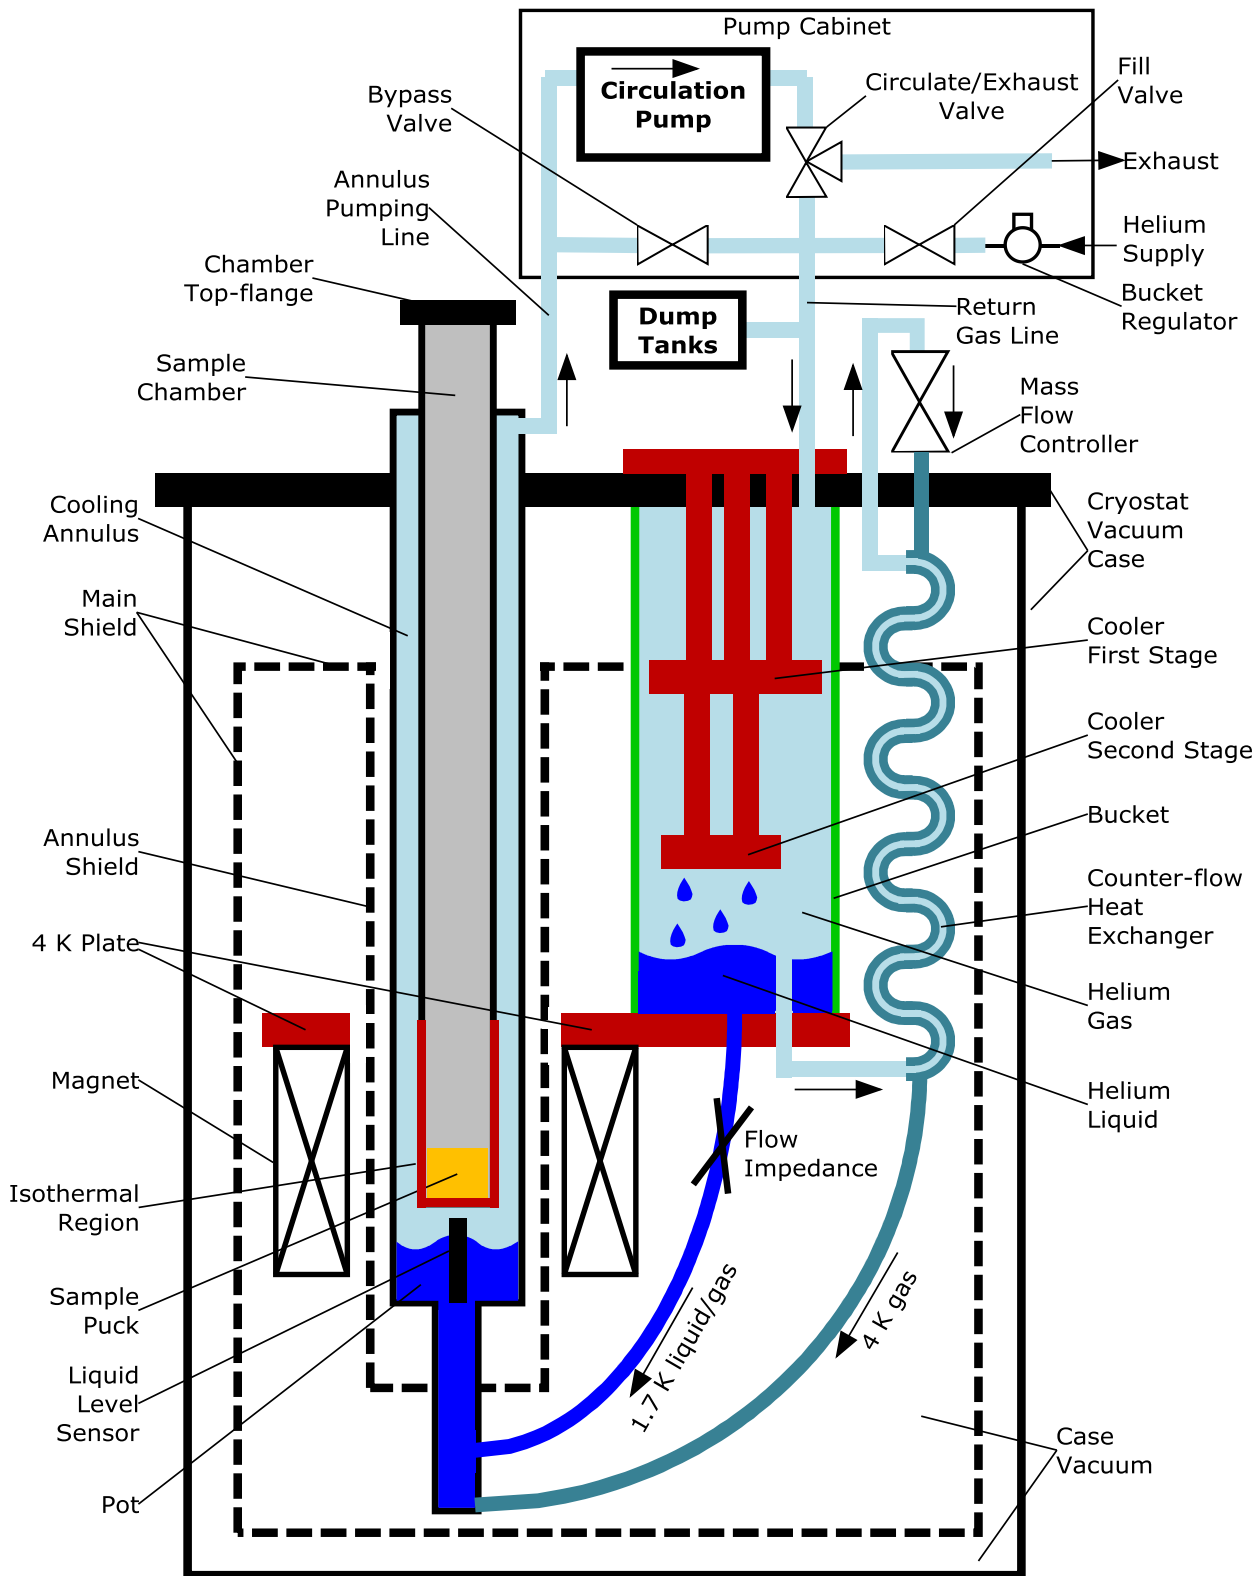 Pump Cabinet
Circulation
Pump
Circulate/Exhaust
Valve
Fill
Valve
Bypass
Valve
Exhaust
Annulus
Pumping
Line
Helium
Supply
Chamber
Top-flange
Bucket
Regulator
Return
Gas Line
Dump
Tanks
Sample
Chamber
Mass
Flow
Controller
Cooling
Annulus
Cryostat
Vacuum
Case
Main
Shield
Cooler
First Stage
Cooler
Second Stage
Bucket
Annulus
Shield
Counter-flow
Heat
Exchanger
4 K Plate
Helium
Gas
Magnet
Helium
Liquid
Flow
Impedance
Isothermal
Region
Sample
Puck
1.7 K liquid/gas
4 K gas
Liquid
Level
Sensor
Case
Vacuum
Pot